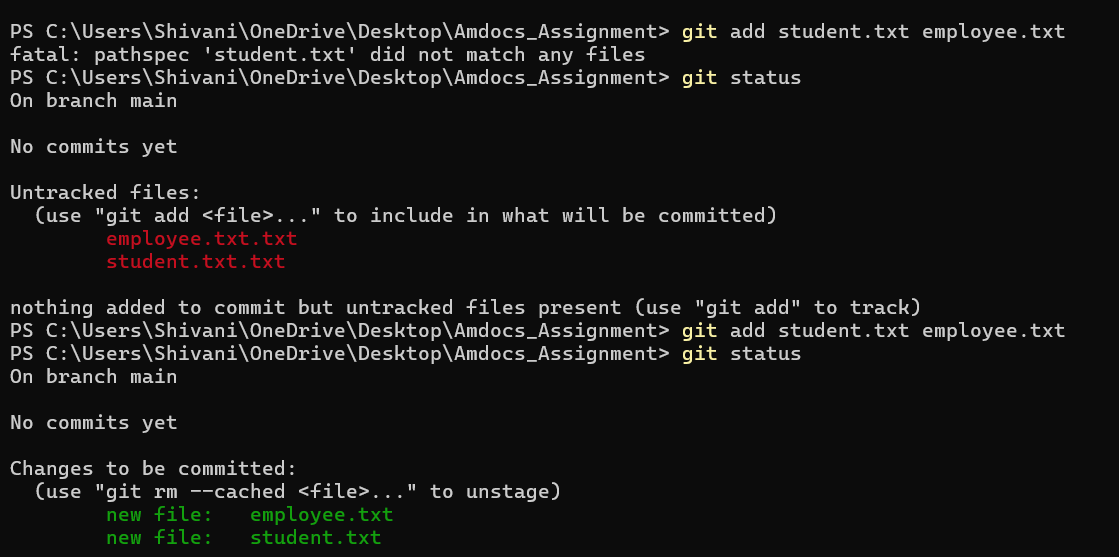 PS C:\Users\Shivani\OneDrive\Desktop\Amdocs_Assignment> git add student.txt employee.txt
fatal: pathspec 'student.txt' did not match any files
PS C:\Users\Shivani\OneDrive\Desktop\Amdocs_Assignment> git status
On branch main

No commits yet

Untracked files:
  (use "git add <file>..." to include in what will be committed)
        employee.txt.txt
        student.txt.txt

nothing added to commit but untracked files present (use "git add" to track)
PS C:\Users\Shivani\OneDrive\Desktop\Amdocs_Assignment> git add student.txt employee.txt
PS C:\Users\Shivani\OneDrive\Desktop\Amdocs_Assignment> git status
On branch main

No commits yet

Changes to be committed:
  (use "git rm --cached <file>..." to unstage)
        new file:   employee.txt
        new file:   student.txt